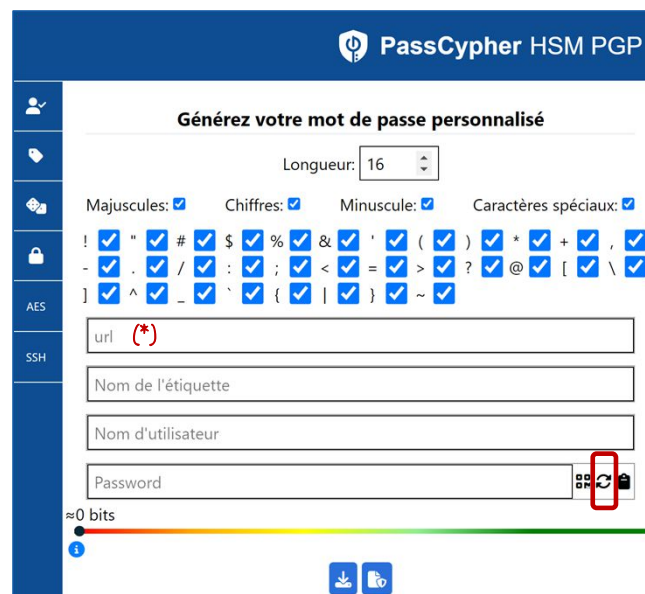 PassCypher HSM PGP
Générez votre mot de passe personnalisé
Longueur: 16
Majuscules: Chiffres: Minuscule: Caractères spéciaux:
! " # $ % & ' ( ) * + ,
- . / : ; < = > ? @ [ \
] ^ _ ` { | } ~
AES
url (*)
SSH
Nom de l'étiquette
Nom d'utilisateur
Password
≈0 bits